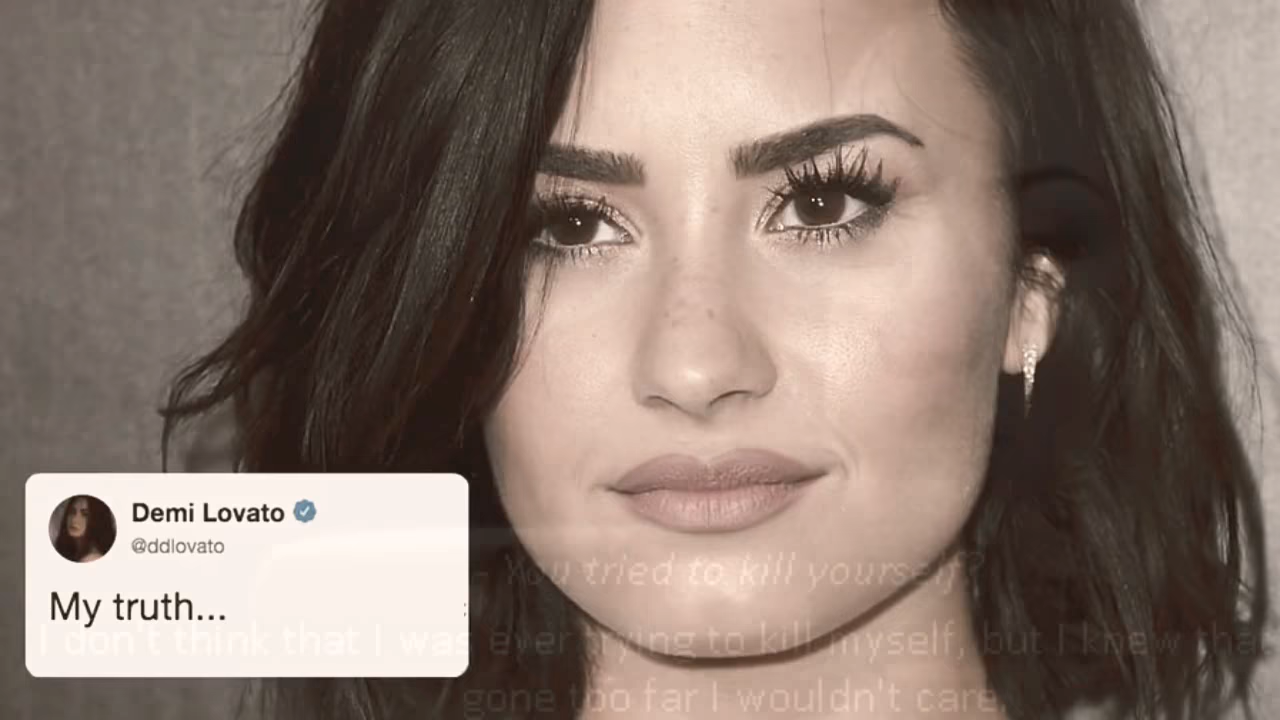 Demi Lovato
@ddlovato
My truth...
You tried to kill yourself?
I don't think that I was ever trying to kill myself, but I knew tha
gone too far I wouldn't care